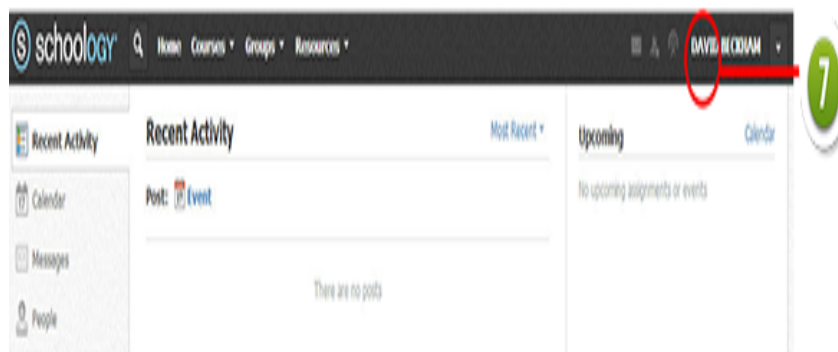 schoology Home Courses Groups Resources DAVID BECKHAM
7
Recent Activity
Calendar
Messages
People
Recent Activity Most Recent
Post: Event
There are no posts
Upcoming Calendar
No upcoming assignments or events